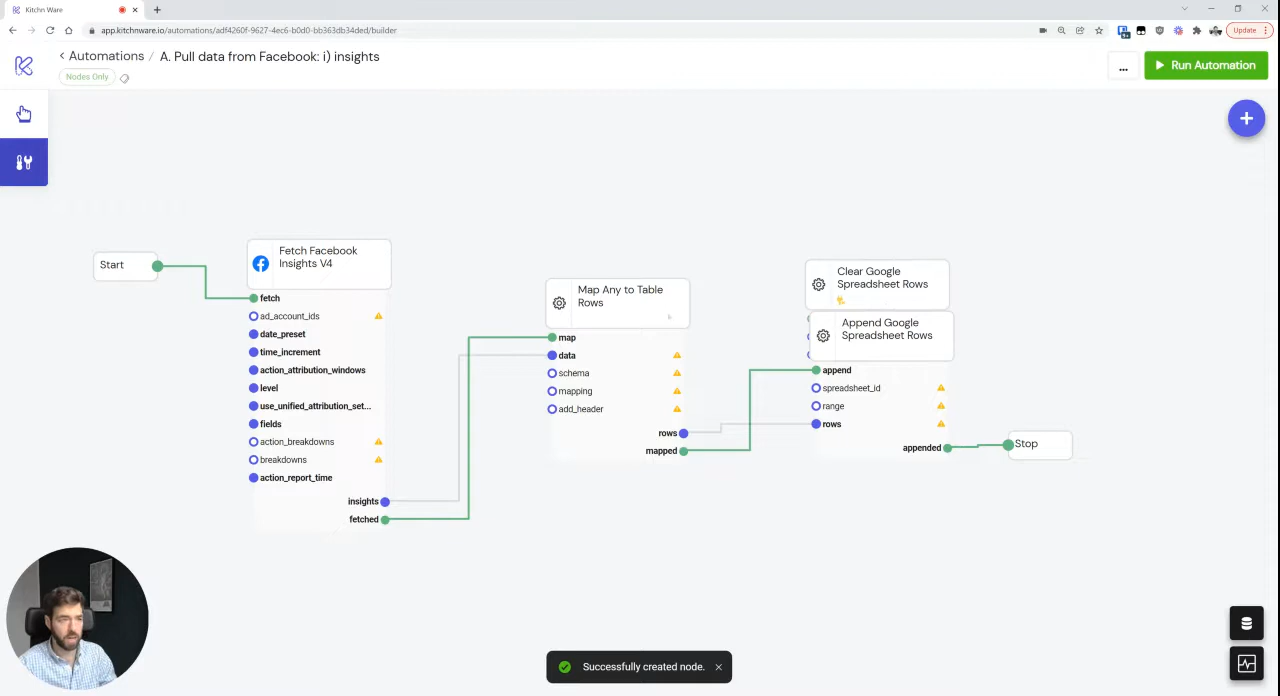 Kitchn Ware
app.kitchnware.io/automations/adf4260f-9627-4ec6-b0d0-bb363db34ded/builder
Update
< Automations / A. Pull data from Facebook: i) insights
Nodes Only
...
Run Automation
Start
Fetch Facebook
Insights V4
fetch
ad_account_ids
date_preset
time_increment
action_attribution_windows
level
use_unified_attribution_set...
fields
action_breakdowns
breakdowns
action_report_time
insights
fetched
Map Any to Table
Rows
map
data
schema
mapping
add_header
rows
mapped
Clear Google
Spreadsheet Rows
Append Google
Spreadsheet Rows
append
spreadsheet_id
range
rows
appended
Stop
Successfully created node.